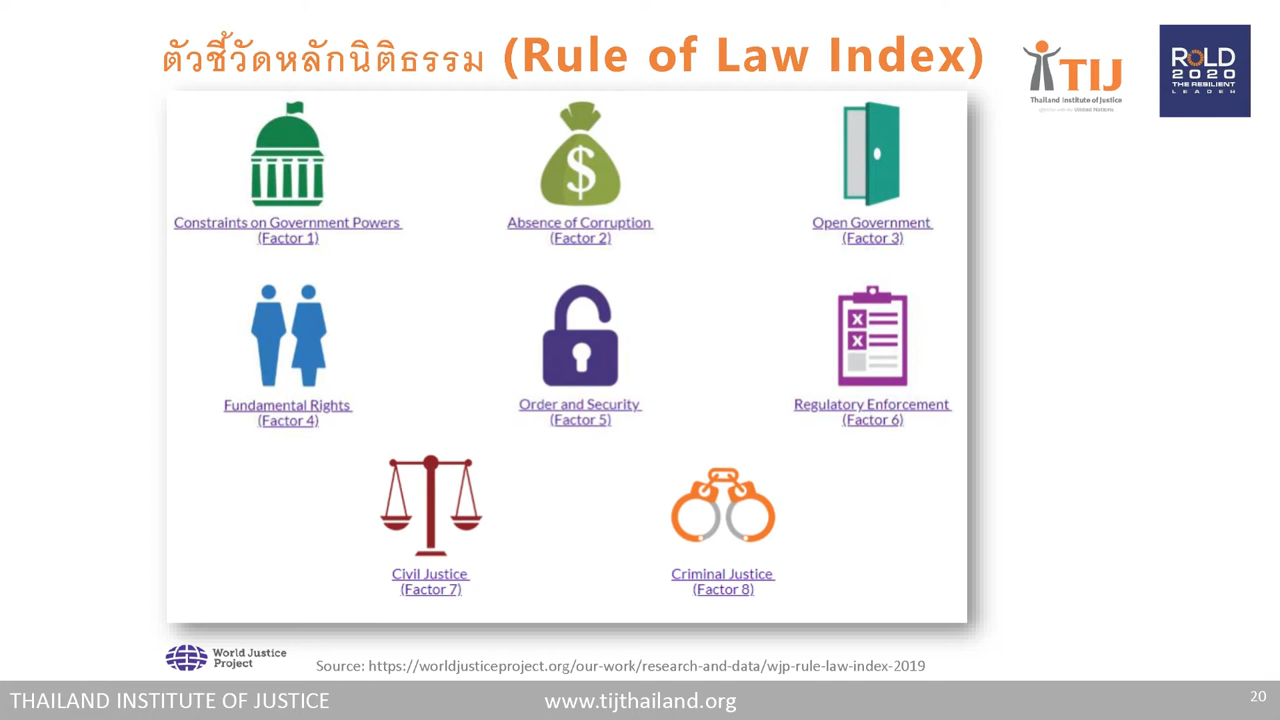 ตัวชี้วัดหลักนิติธรรม (Rule of Law Index)
TIJ
Thailand Institute of Justice
RoLD
2020
THE RESILIENT
LEADER
Constraints on Government Powers
(Factor 1)
Absence of Corruption
(Factor 2)
Open Government
(Factor 3)
Fundamental Rights
(Factor 4)
Order and Security
(Factor 5)
Regulatory Enforcement
(Factor 6)
Civil Justice
(Factor 7)
Criminal Justice
(Factor 8)
World Justice
Project
Source: https://worldjusticeproject.org/our-work/research-and-data/wjp-rule-law-index-2019
THAILAND INSTITUTE OF JUSTICE
www.tijthailand.org
20